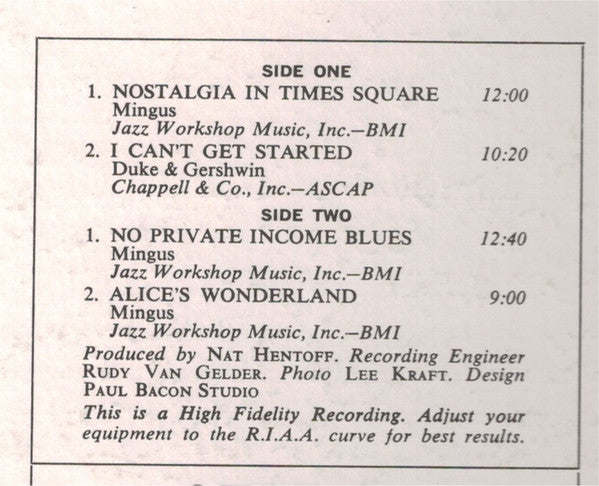 SIDE ONE
1. NOSTALGIA IN TIMES SQUARE 12:00
Mingus
Jazz Workshop Music, Inc.—BMI
2. I CAN'T GET STARTED 10:20
Duke & Gershwin
Chappell & Co., Inc.—ASCAP
SIDE TWO
1. NO PRIVATE INCOME BLUES 12:40
Mingus
Jazz Workshop Music, Inc.—BMI
2. ALICE'S WONDERLAND 9:00
Mingus
Jazz Workshop Music, Inc.—BMI
Produced by NAT HENTOFF. Recording Engineer
RUDY VAN GELDER. Photo LEE KRAFT. Design
PAUL BACON STUDIO
This is a High Fidelity Recording. Adjust your
equipment to the R.I.A.A. curve for best results.